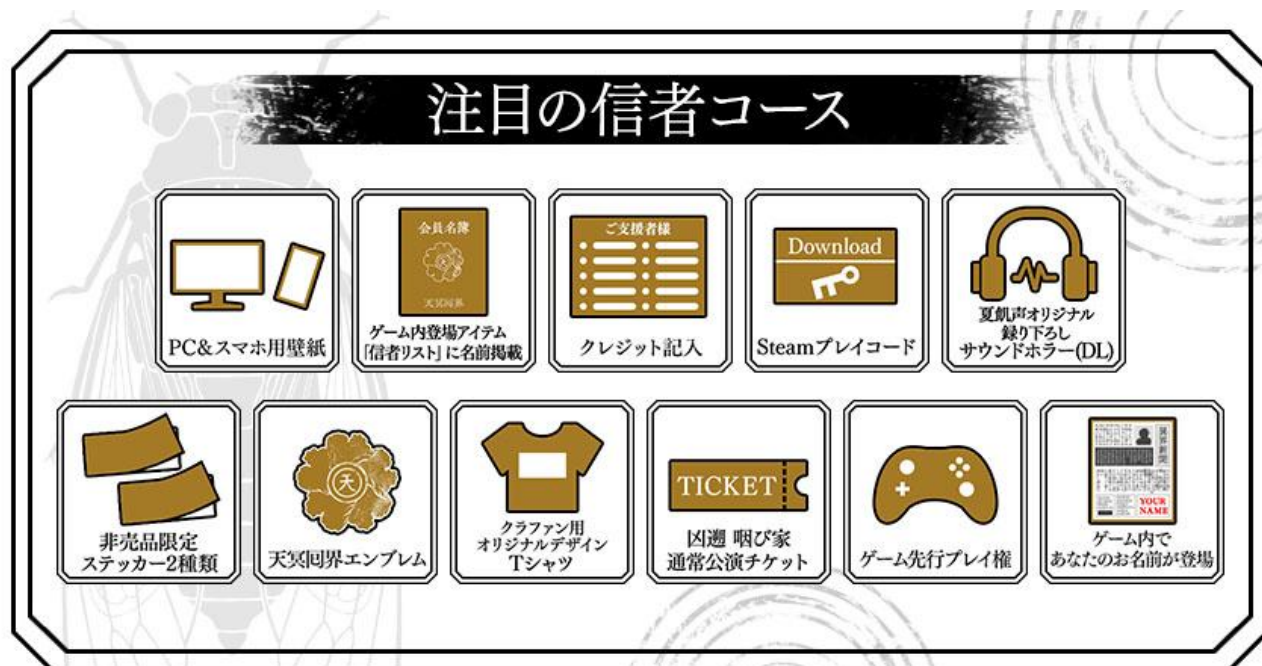 注目の信者コース
PC&スマホ用壁紙
会員名簿
天冥回界
ゲーム内登場アイテム
「信者リスト」に名前掲載
ご支援者様
クレジット記入
Download
Steamプレイコード
夏飢声オリジナル
録り下ろし
サウンドホラー(DL)
非売品限定
ステッカー2種類
天
天冥回界エンブレム
クラファン用
オリジナルデザイン
Tシャツ
TICKET
凶遡 咽び家
通常公演チケット
ゲーム先行プレイ権
YOUR
NAME
ゲーム内で
あなたのお名前が登場